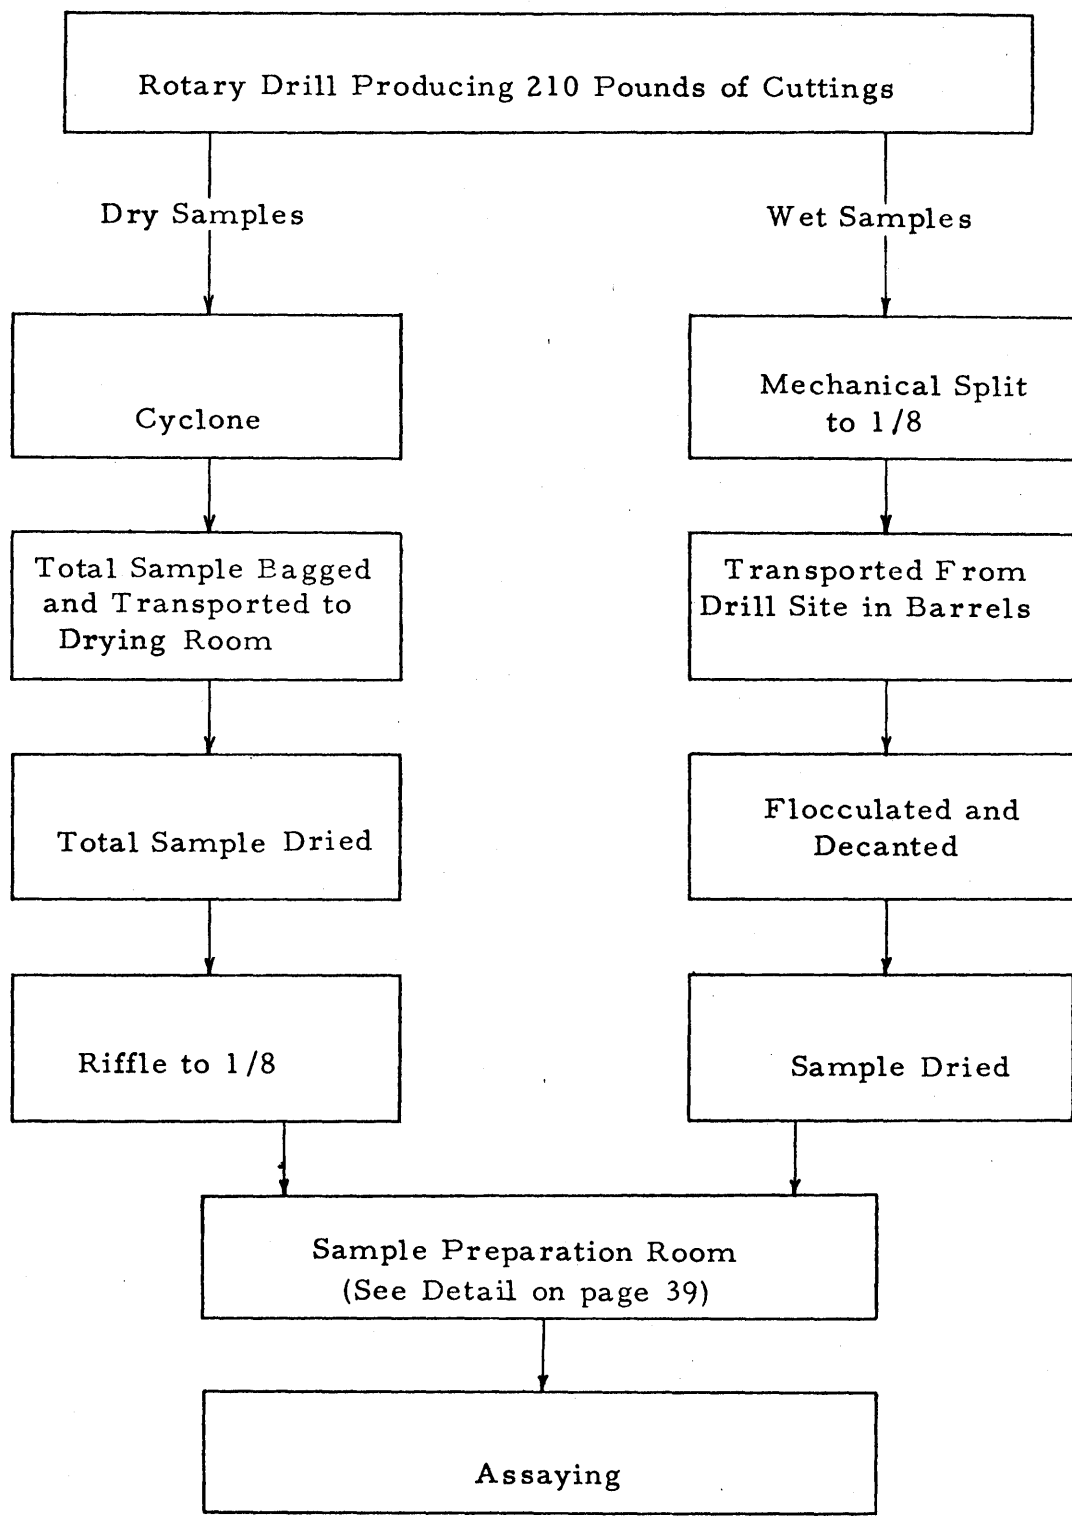 Rotary Drill Producing 210 Pounds of Cuttings
Dry Samples
Wet Samples
Cyclone
Mechanical Split
to 1/8
Total Sample Bagged
and Transported to
Drying Room
Transported From
Drill Site in Barrels
Total Sample Dried
Flocculated and
Decanted
Riffle to 1/8
Sample Dried
Sample Preparation Room
(See Detail on page 39)
Assaying